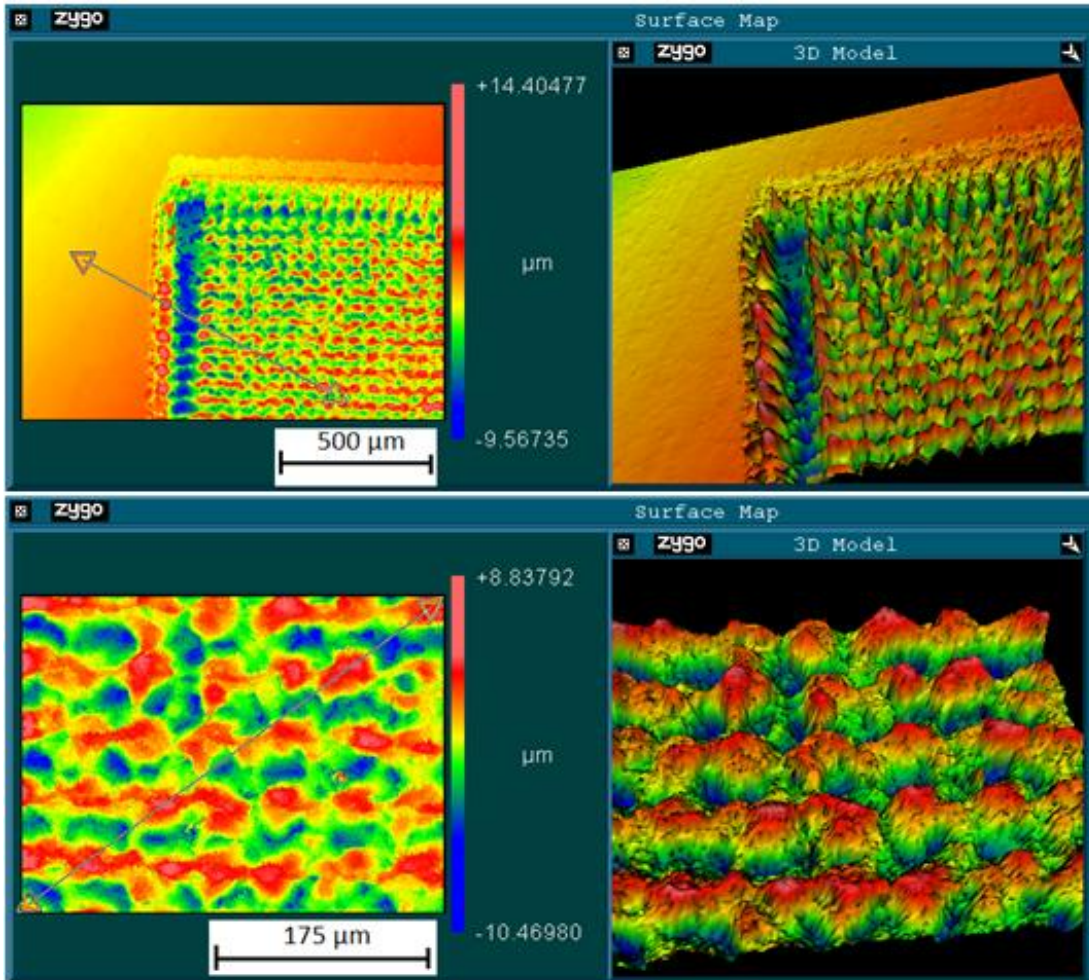 zygo Surface Map
zygo 3D Model
+14.40477
µm
-9.56735
500 µm
zygo Surface Map
zygo 3D Model
+8.83792
µm
-10.46980
175 µm